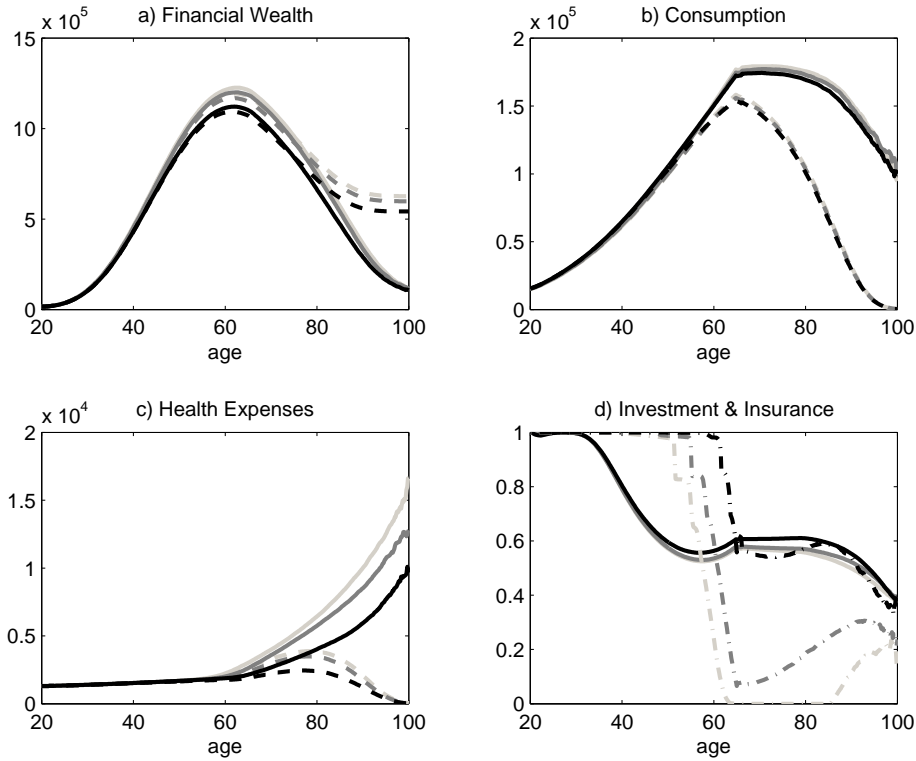 a) Financial Wealth
x 10^5
15
10
5
0
20 40 60 80 100
age
b) Consumption
x 10^5
2
1.5
1
0.5
0
20 40 60 80 100
age
c) Health Expenses
x 10^4
2
1.5
1
0.5
0
20 40 60 80 100
age
d) Investment & Insurance
1
0.8
0.6
0.4
0.2
0
20 40 60 80 100
age